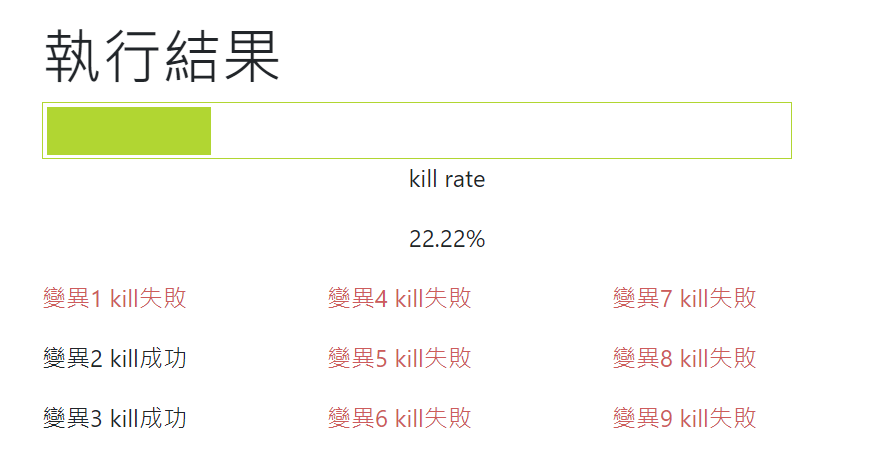 執行結果
kill rate
22.22%
變異1 kill失敗
變異4 kill失敗
變異7 kill失敗
變異2 kill成功
變異5 kill失敗
變異8 kill失敗
變異3 kill成功
變異6 kill失敗
變異9 kill失敗